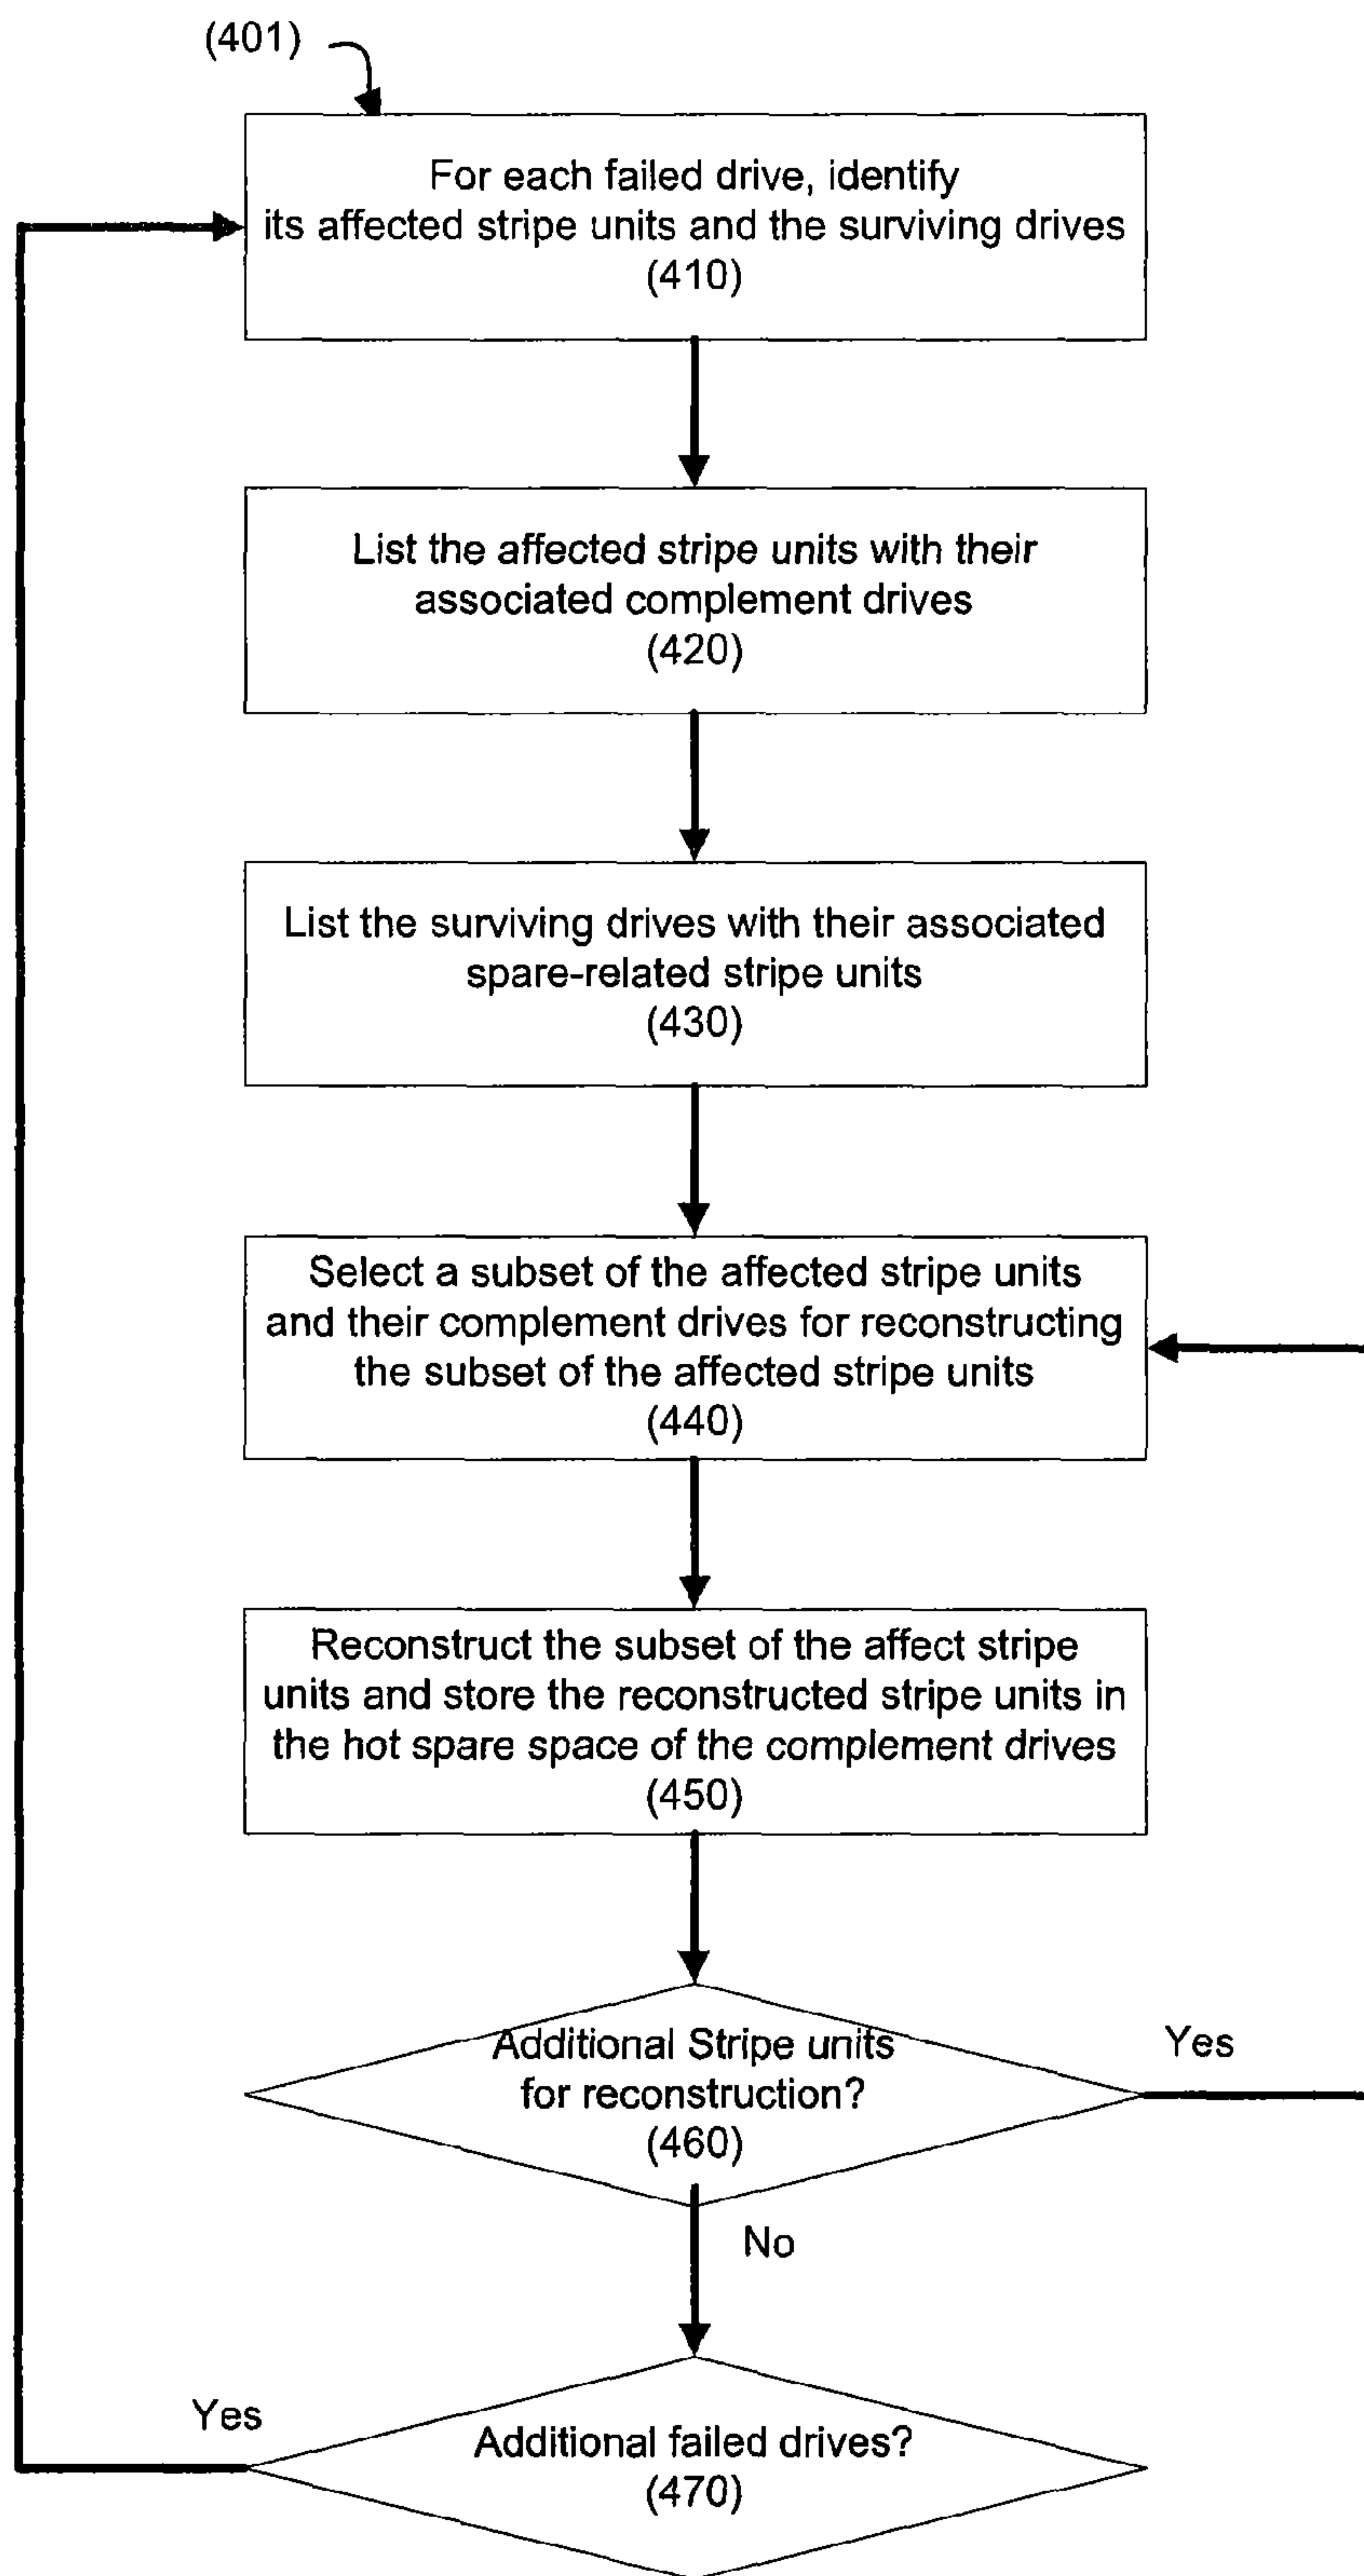 (401)
For each failed drive, identify
its affected stripe units and the surviving drives
(410)
List the affected stripe units with their
associated complement drives
(420)
List the surviving drives with their associated
spare-related stripe units
(430)
Select a subset of the affected stripe units
and their complement drives for reconstructing
the subset of the affected stripe units
(440)
Reconstruct the subset of the affect stripe
units and store the reconstructed stripe units in
the hot spare space of the complement drives
(450)
Additional Stripe units
for reconstruction?
(460)
Yes
No
Yes
Additional failed drives?
(470)